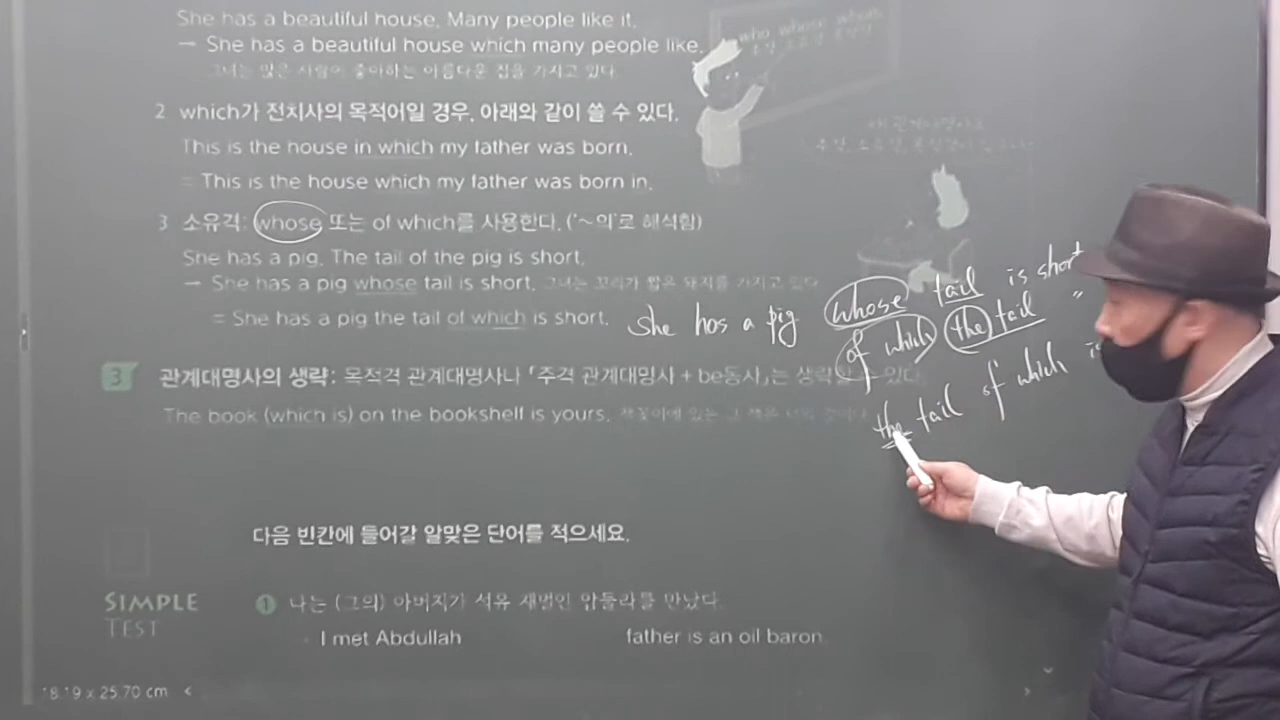 She has a beautiful house. Many people like it.
→ She has a beautiful house which many people like.
그녀는 많은 사람이 좋아하는 아름다운 집을 가지고 있다.
2 which가 전치사의 목적어일 경우, 아래와 같이 쓸 수 있다.
This is the house in which my father was born.
= This is the house which my father was born in.
3 소유격: whose 또는 of which를 사용한다. ('~의'로 해석함)
She has a pig. The tail of the pig is short.
→ She has a pig whose tail is short. 그녀는 꼬리가 짧은 돼지를 가지고 있다
= She has a pig the tail of which is short.
She has a pig whose tail is short
of which the tail "
the tail of which is
3 관계대명사의 생략: 목적격 관계대명사나 「주격 관계대명사 + be동사」는 생략할 수 있다.
The book (which is) on the bookshelf is yours. 책꽂이에 있는 그 책은 너의 것이다
다음 빈칸에 들어갈 알맞은 단어를 적으세요.
SIMPLE
TEST
1 나는 (그의) 아버지가 석유 재벌인 압둘라를 만났다.
I met Abdullah father is an oil baron.
18.19 x 25.70 cm <
who whose whom